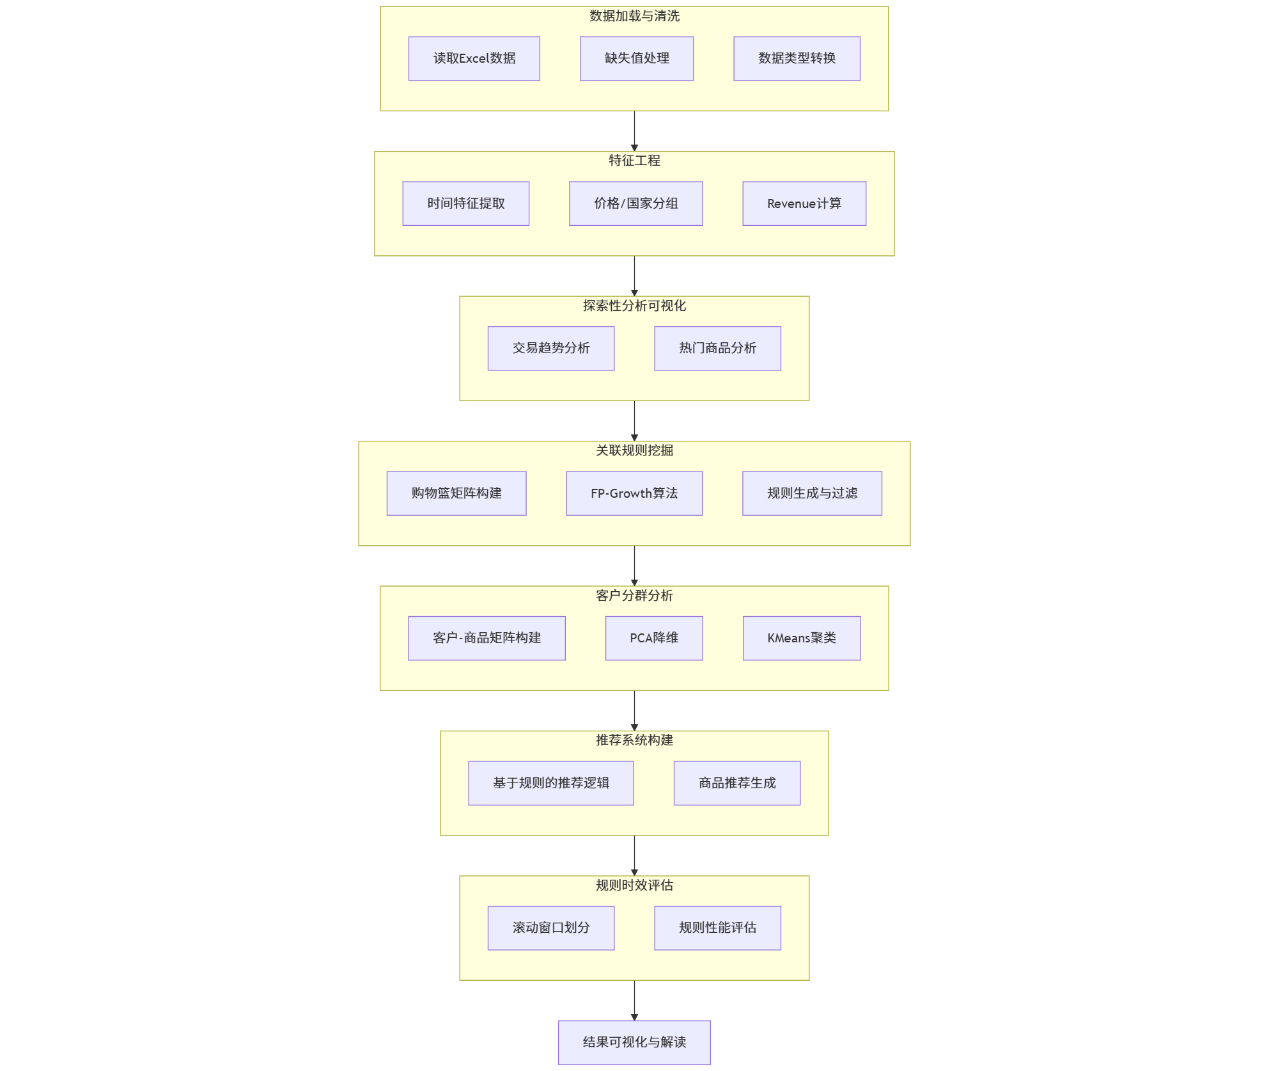 数据加载与清洗
读取Excel数据
缺失值处理
数据类型转换
特征工程
时间特征提取
价格/国家分组
Revenue计算
探索性分析可视化
交易趋势分析
热门商品分析
关联规则挖掘
购物篮矩阵构建
FP-Growth算法
规则生成与过滤
客户分群分析
客户-商品矩阵构建
PCA降维
KMeans聚类
推荐系统构建
基于规则的推荐逻辑
商品推荐生成
规则时效评估
滚动窗口划分
规则性能评估
结果可视化与解读